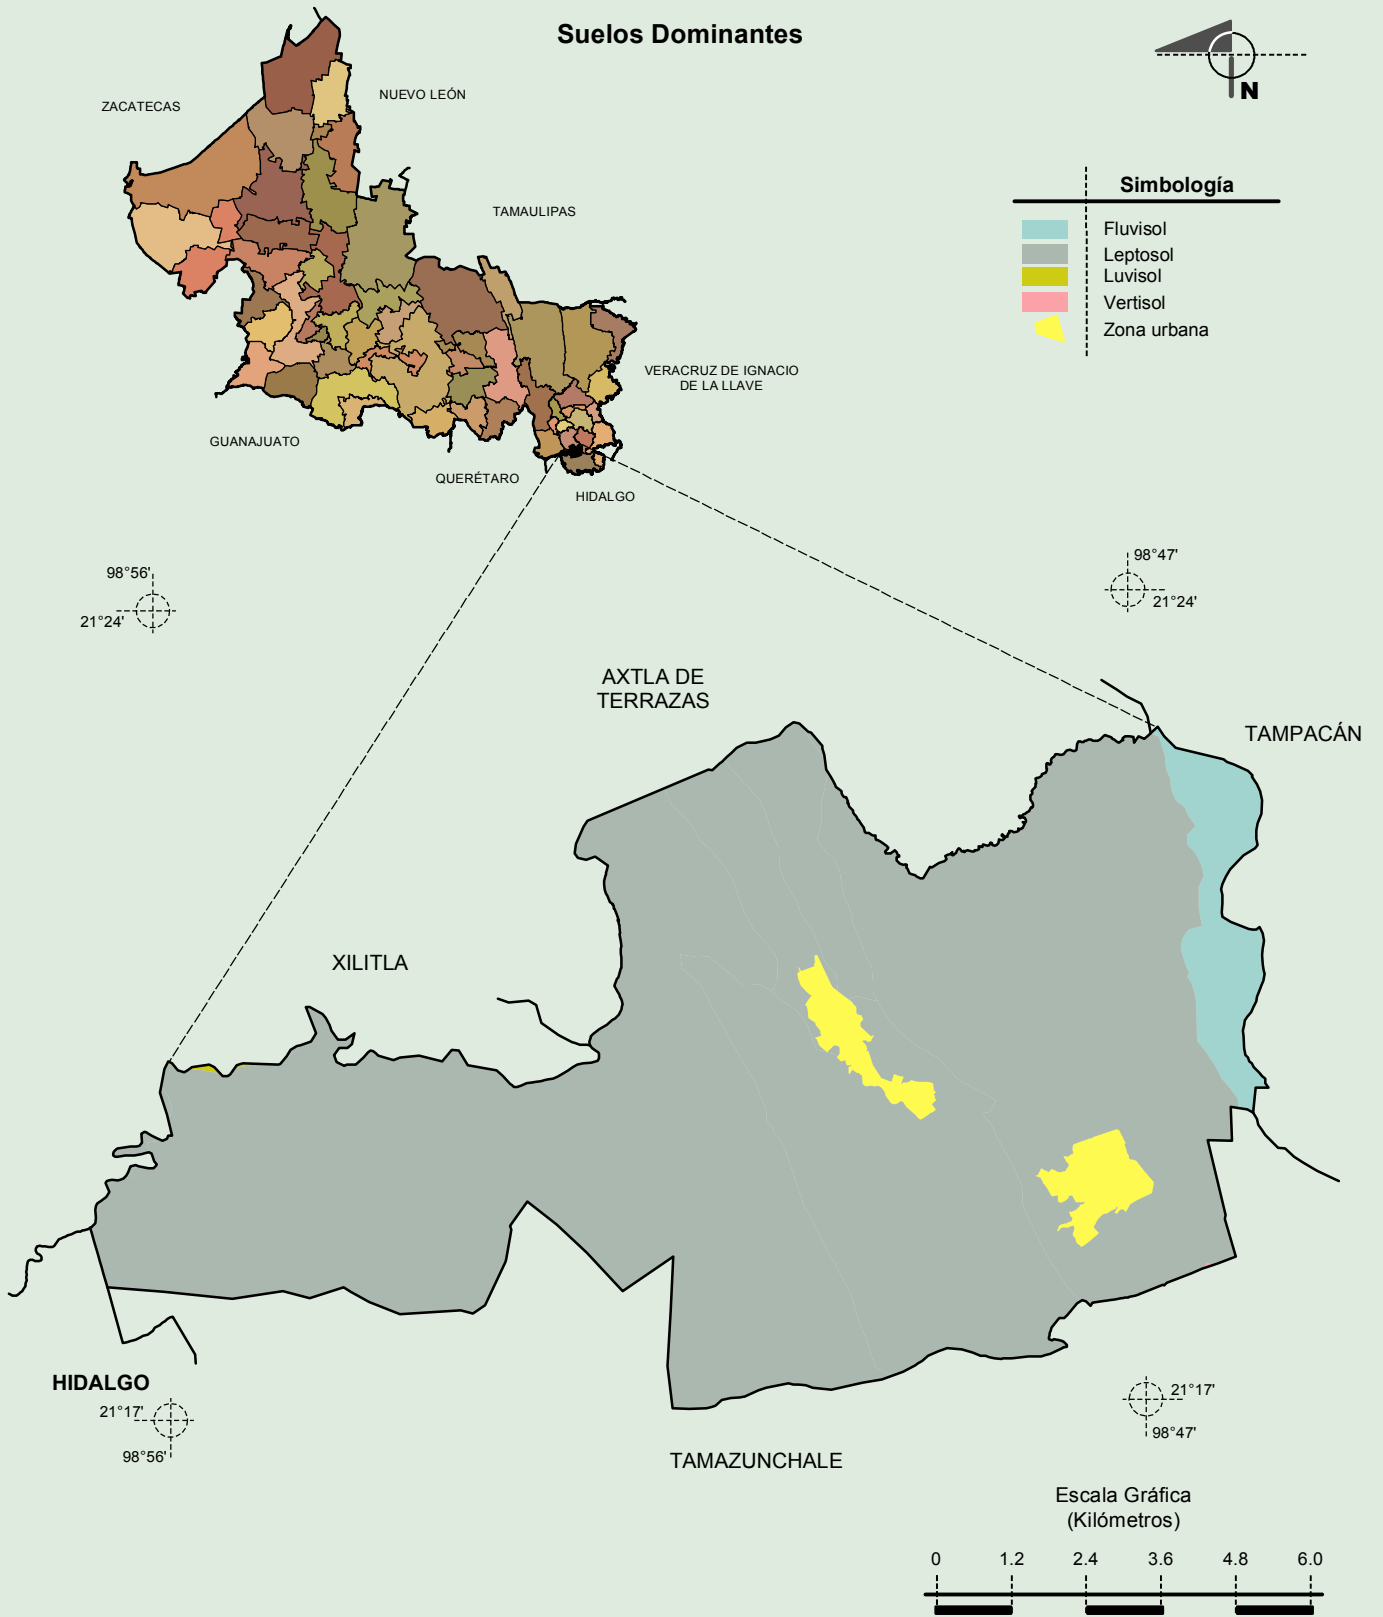 Suelos Dominantes
N
ZACATECAS
NUEVO LEÓN
TAMAULIPAS
VERACRUZ DE IGNACIO
DE LA LLAVE
GUANAJUATO
QUERÉTARO
HIDALGO
Simbología
Fluvisol
Leptosol
Luvisol
Vertisol
Zona urbana
98°56'
21°24'
98°47'
21°24'
AXTLA DE
TERRAZAS
TAMPACÁN
XILITLA
HIDALGO
21°17'
98°56'
21°17'
98°47'
TAMAZUNCHALE
Escala Gráfica
(Kilómetros)
0 1.2 2.4 3.6 4.8 6.0